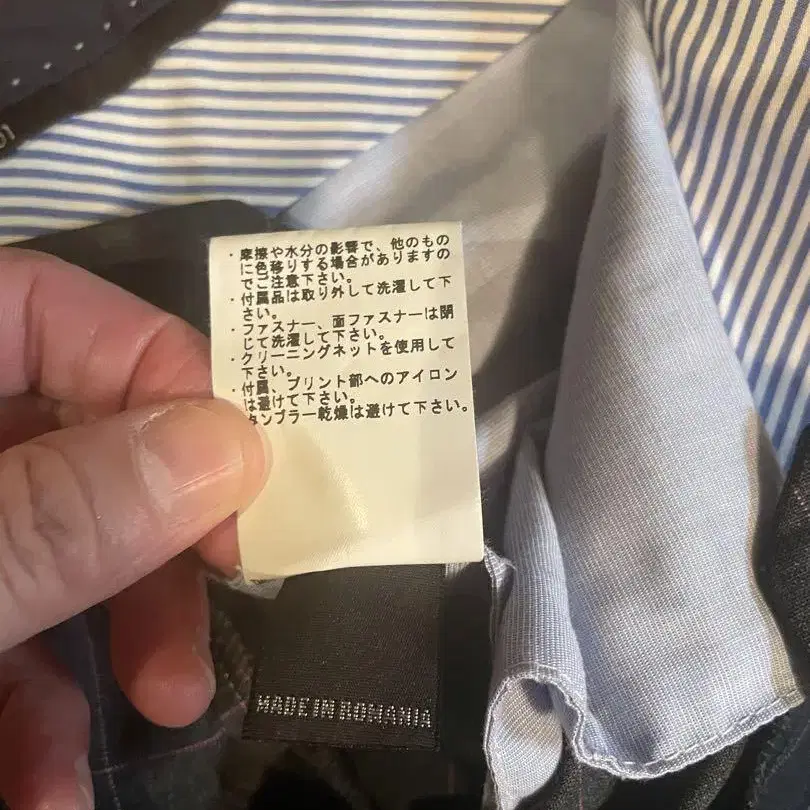 ・摩擦や水分の影響で、他のもの
に色移りする場合がありますの
でご注意下さい。
・付属品は取り外して洗濯して下
さい。
・ファスナー、面ファスナーは閉
じて洗濯して下さい。
・クリーニングネットを使用して
下さい。
・付属、プリント部へのアイロン
は避けて下さい。
タンブラー乾燥は避けて下さい。
MADE IN ROMANIA